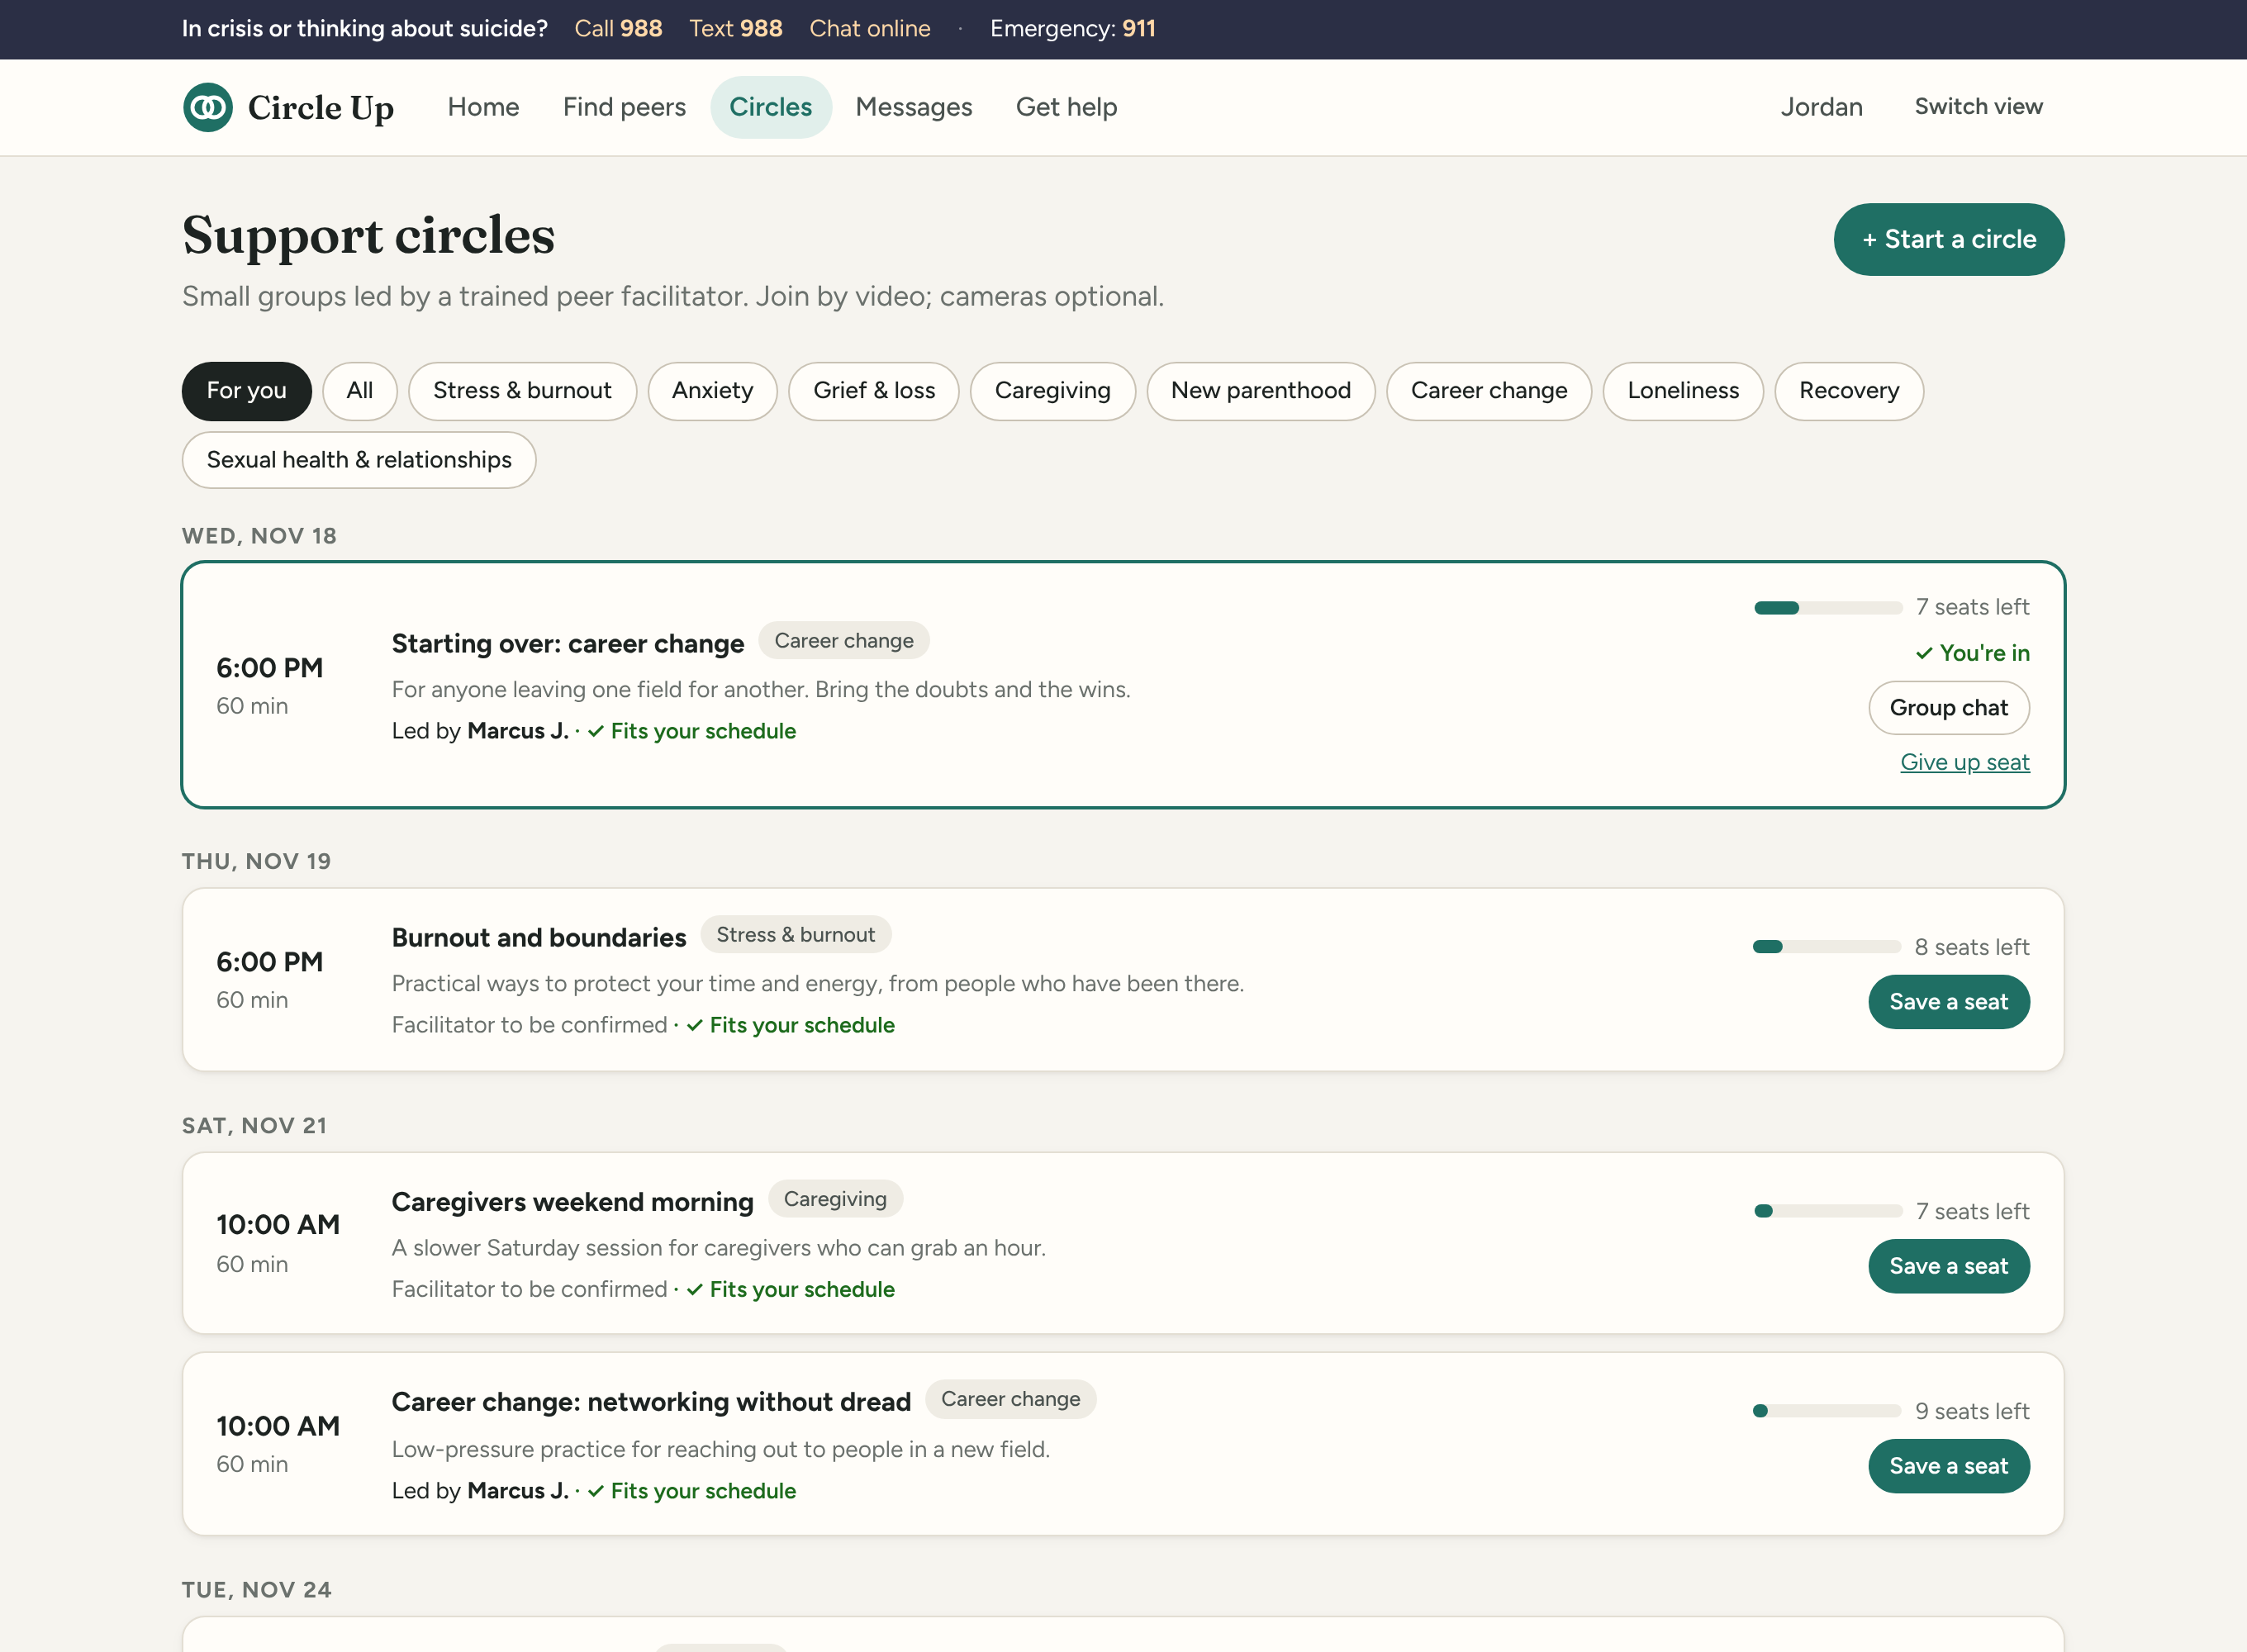 In crisis or thinking about suicide? Call 988 Text 988 Chat online · Emergency: 911
Circle Up Home Find peers Circles Messages Get help Jordan Switch view
Support circles
+ Start a circle
Small groups led by a trained peer facilitator. Join by video; cameras optional.
For you All Stress & burnout Anxiety Grief & loss Caregiving New parenthood Career change Loneliness Recovery
Sexual health & relationships
WED, NOV 18
6:00 PM
60 min
Starting over: career change Career change
For anyone leaving one field for another. Bring the doubts and the wins.
Led by Marcus J. · ✓ Fits your schedule
7 seats left
✓ You're in
Group chat
Give up seat
THU, NOV 19
6:00 PM
60 min
Burnout and boundaries Stress & burnout
Practical ways to protect your time and energy, from people who have been there.
Facilitator to be confirmed · ✓ Fits your schedule
8 seats left
Save a seat
SAT, NOV 21
10:00 AM
60 min
Caregivers weekend morning Caregiving
A slower Saturday session for caregivers who can grab an hour.
Facilitator to be confirmed · ✓ Fits your schedule
7 seats left
Save a seat
10:00 AM
60 min
Career change: networking without dread Career change
Low-pressure practice for reaching out to people in a new field.
Led by Marcus J. · ✓ Fits your schedule
9 seats left
Save a seat
TUE, NOV 24